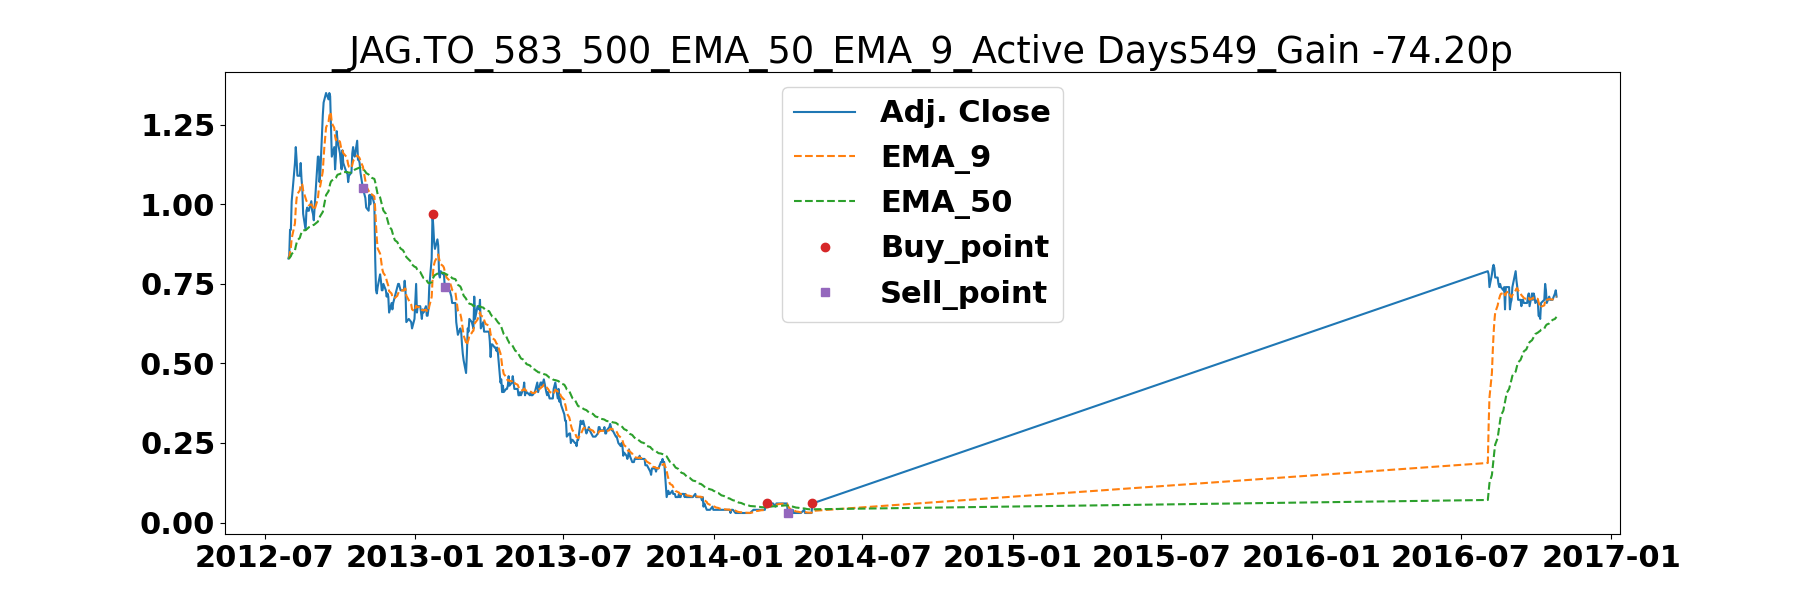 _JAG.TO_583_500_EMA_50_EMA_9_Active Days549_Gain -74.20p
1.25
1.00
0.75
0.50
0.25
0.00
Adj. Close
EMA_9
EMA_50
Buy_point
Sell_point
2012-07 2013-01 2013-07 2014-01 2014-07 2015-01 2015-07 2016-01 2016-07 2017-01